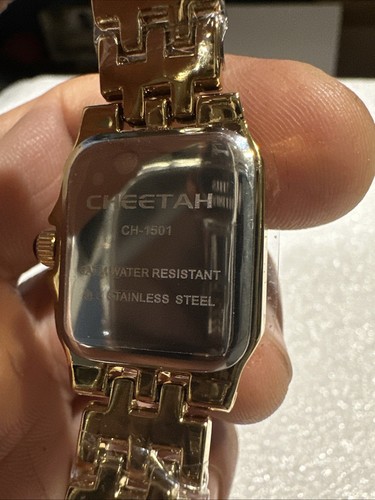 CHEETAH
CH-1501
WATER RESISTANT
STAINLESS STEEL